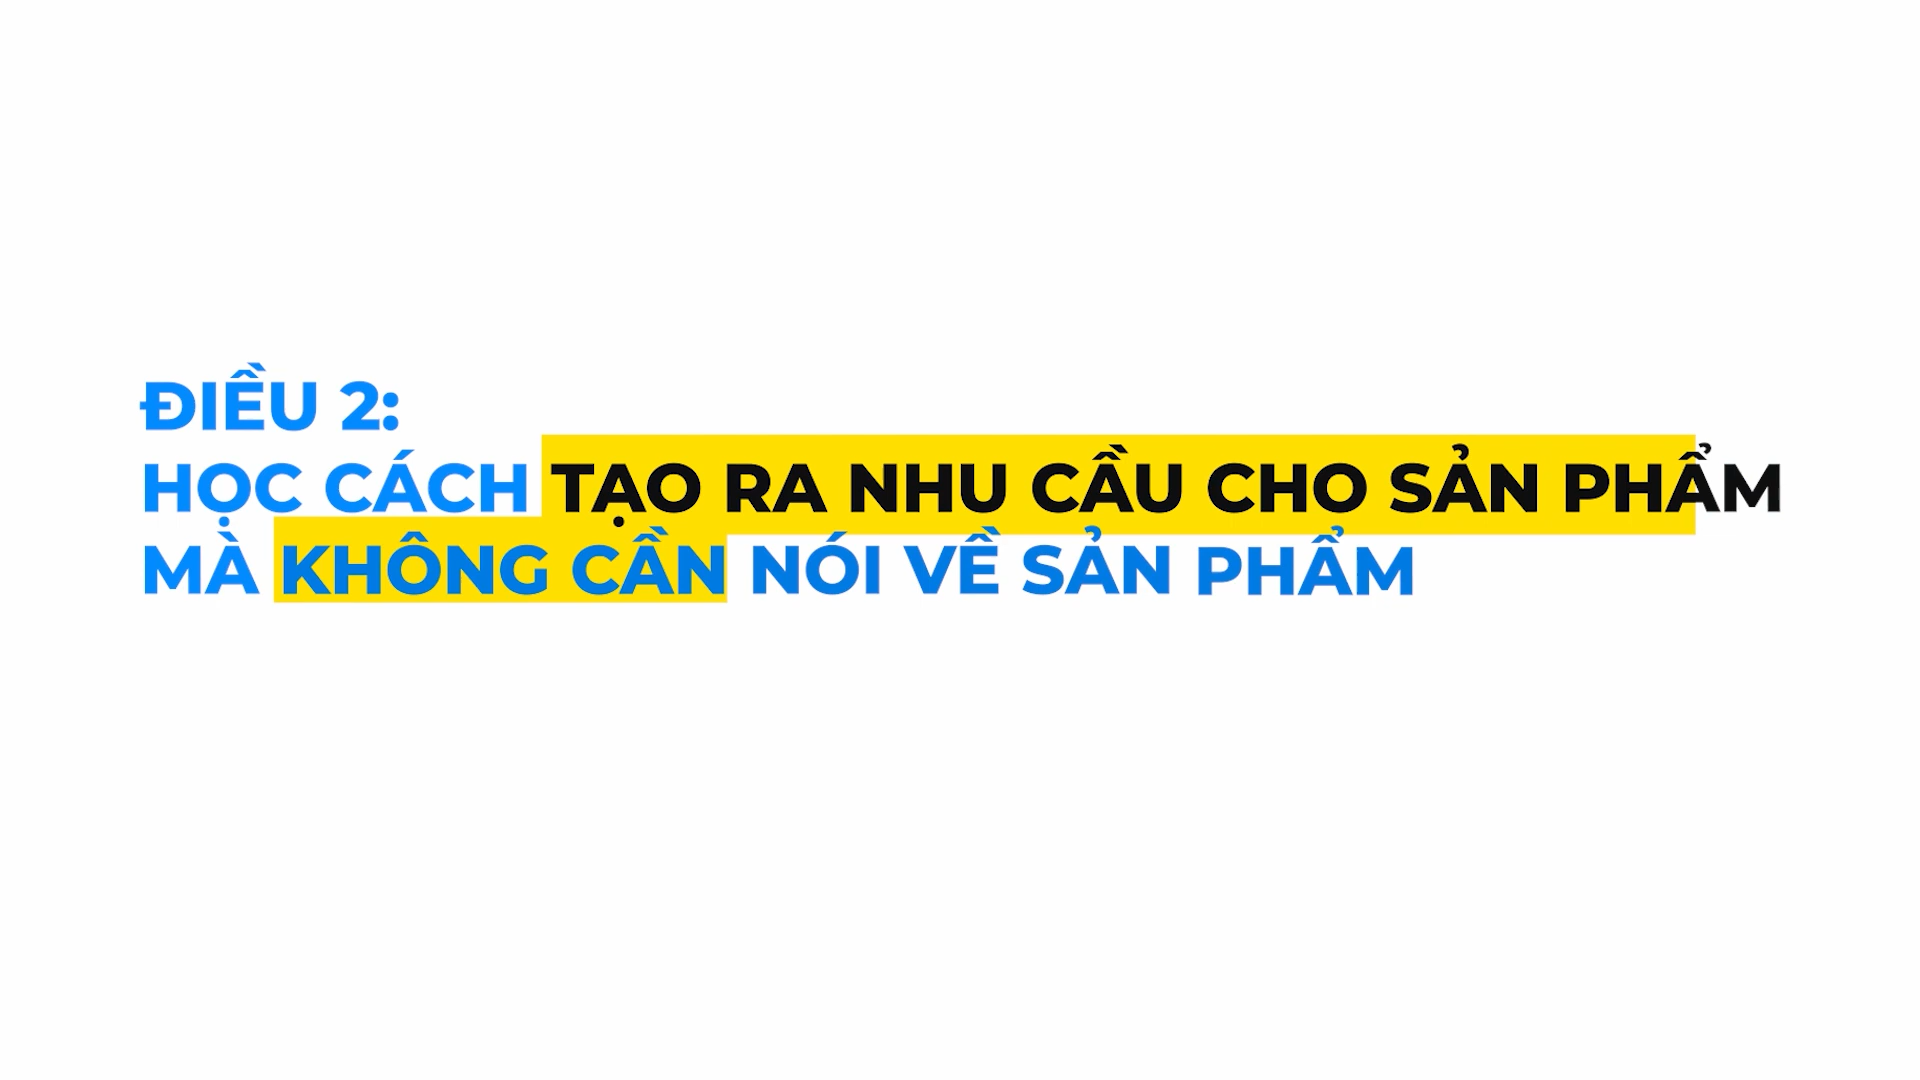 ĐIỀU 2:
HỌC CÁCH TẠO RA NHU CẦU CHO SẢN PHẨM
MÀ KHÔNG CẦN NÓI VỀ SẢN PHẨM